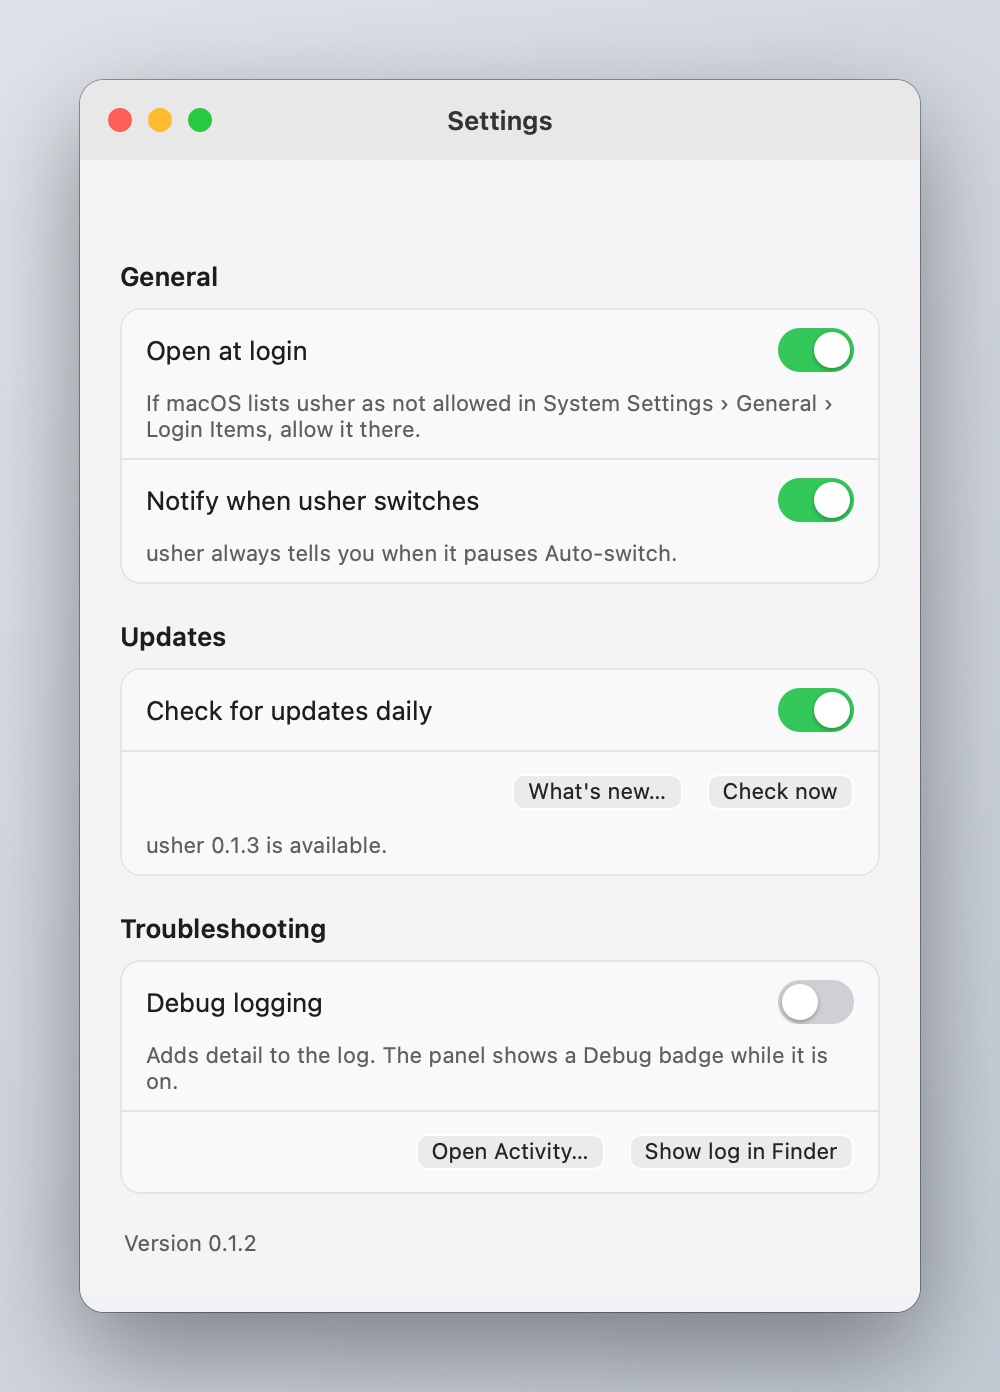 Settings
General
Open at login
If macOS lists usher as not allowed in System Settings › General ›
Login Items, allow it there.
Notify when usher switches
usher always tells you when it pauses Auto-switch.
Updates
Check for updates daily
What's new...
Check now
usher 0.1.3 is available.
Troubleshooting
Debug logging
Adds detail to the log. The panel shows a Debug badge while it is
on.
Open Activity...
Show log in Finder
Version 0.1.2